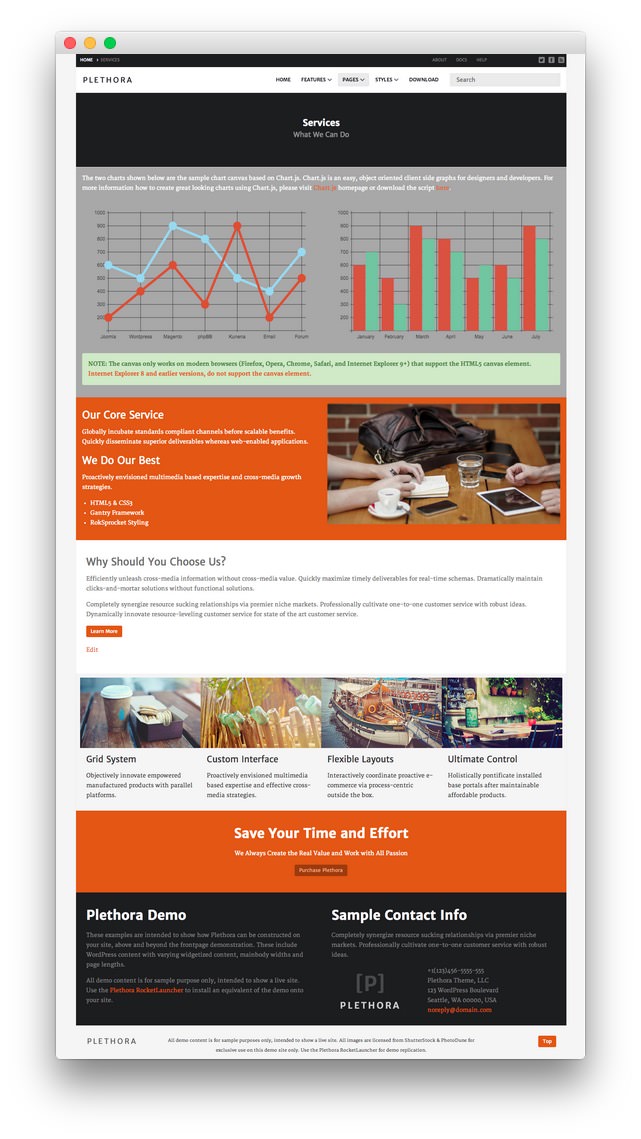 HOME › SERVICES
ABOUT DOCS HELP
PLETHORA
HOME FEATURES PAGES STYLES DOWNLOAD
Search
Services
What We Can Do
The two charts shown below are the sample chart canvas based on Chart.js. Chart.js is an easy, object oriented client side graphs for designers and developers. For
more information how to create great looking charts using Chart.js, please visit Chart.js homepage or download the script here.
1000
900
800
700
600
500
400
300
200
Joomla Wordpress Magento phpBB Kunena Email Forum
1000
900
800
700
600
500
400
300
200
January February March April May June July
NOTE: The canvas only works on modern browsers (Firefox, Opera, Chrome, Safari, and Internet Explorer 9+) that support the HTML5 canvas element.
Internet Explorer 8 and earlier versions, do not support the canvas element.
Our Core Service
Globally incubate standards compliant channels before scalable benefits.
Quickly disseminate superior deliverables whereas web-enabled applications.
We Do Our Best
Proactively envisioned multimedia based expertise and cross-media growth
strategies.
• HTML5 & CSS3
• Gantry Framework
• RokSprocket Styling
Why Should You Choose Us?
Efficiently unleash cross-media information without cross-media value. Quickly maximize timely deliverables for real-time schemas. Dramatically maintain
clicks-and-mortar solutions without functional solutions.
Completely synergize resource sucking relationships via premier niche markets. Professionally cultivate one-to-one customer service with robust ideas.
Dynamically innovate resource-leveling customer service for state of the art customer service.
Learn More
Edit
Grid System
Objectively innovate empowered
manufactured products with parallel
platforms.
Custom Interface
Proactively envisioned multimedia
based expertise and effective cross-
media strategies.
Flexible Layouts
Interactively coordinate proactive e-
commerce via process-centric
outside the box.
Ultimate Control
Holistically pontificate installed
base portals after maintainable
affordable products.
Save Your Time and Effort
We Always Create the Real Value and Work with All Passion
Purchase Plethora
Plethora Demo
These examples are intended to show how Plethora can be constructed on
your site, above and beyond the frontpage demonstration. These include
WordPress content with varying widgetized content, mainbody widths and
page lengths.
All demo content is for sample purpose only, intended to show a live site.
Use the Plethora RocketLauncher to install an equivalent of the demo onto
your site.
Sample Contact Info
Completely synergize resource sucking relationships via premier niche
markets. Professionally cultivate one-to-one customer service with robust
ideas.
[P]
PLETHORA
+1(123)456-5555-555
Plethora Theme, LLC
123 WordPress Boulevard
Seattle, WA 00000, USA
noreply@domain.com
PLETHORA
All demo content is for sample purposes only, intended to show a live site. All images are licensed from ShutterStock & PhotoDune for
exclusive use on this demo site only. Use the Plethora RocketLauncher for demo replication.
Top